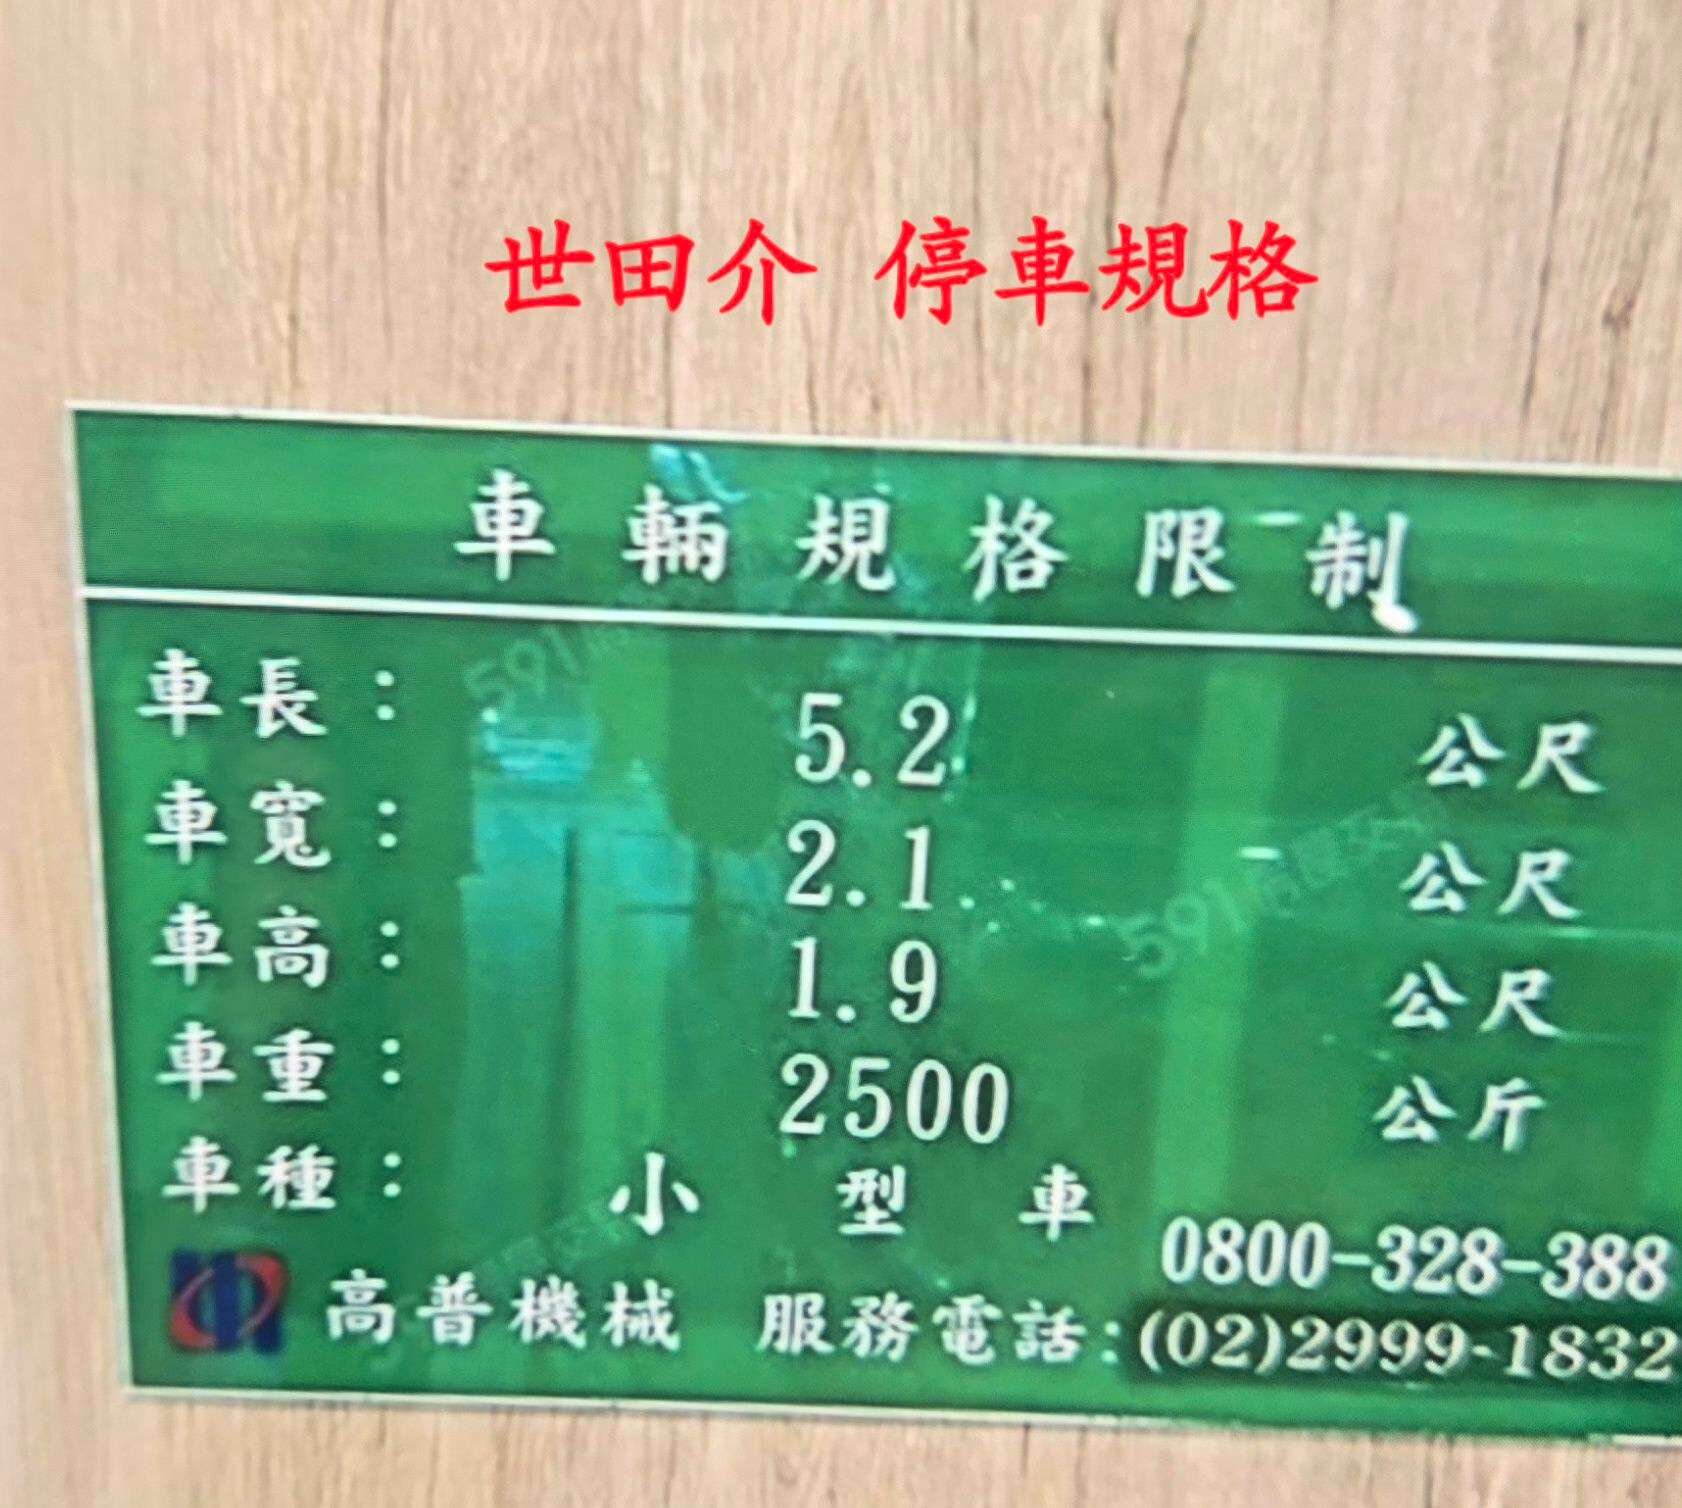 世田介 停車規格
車輛規格限制
車長： 5.2 公尺
車寬： 2.1 公尺
車高： 1.9 公尺
車重： 2500 公斤
車種： 小型車
0800-328-388
高普機械 服務電話：(02)2999-1832